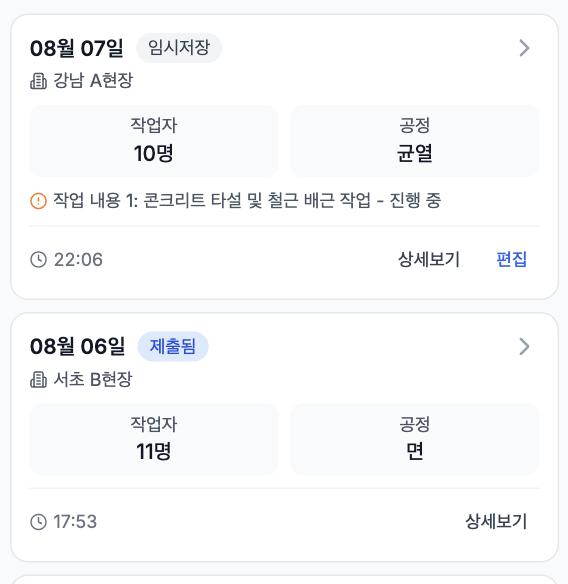 08월 07일 임시저장
강남 A현장
작업자 공정
10명 균열
작업 내용 1: 콘크리트 타설 및 철근 배근 작업 - 진행 중
22:06 상세보기 편집
08월 06일 제출됨
서초 B현장
작업자 공정
11명 면
17:53 상세보기